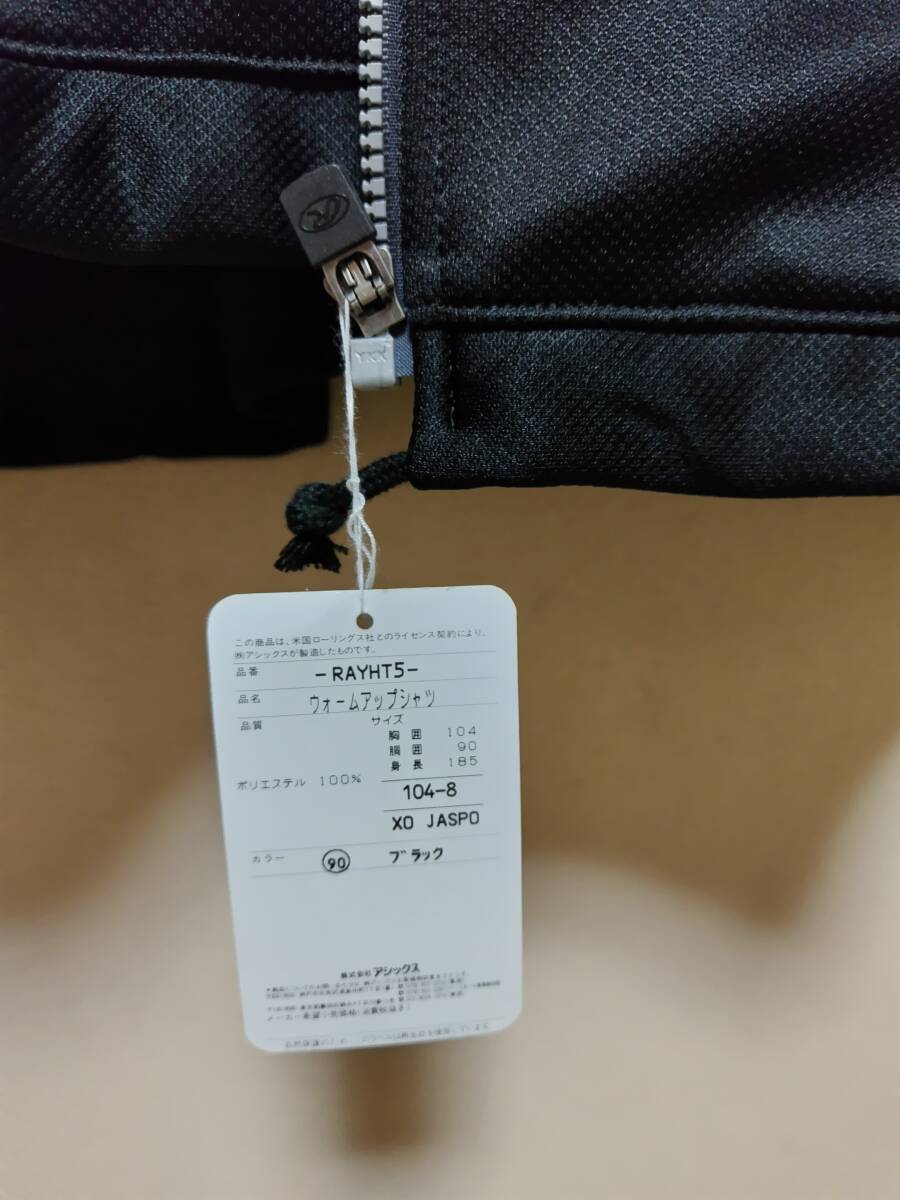 R
YKK
この商品は、米国ローリングス社とのライセンス契約により、
㈱アシックスが製造したものです。
品番 -RAYHT5-
品名 ウォームアップシャツ
品質 サイズ
胸囲 104
胴囲 90
身長 185
ポリエステル 100%
104-8
XO JASPO
カラー 90 ブラック
株式会社アシックス